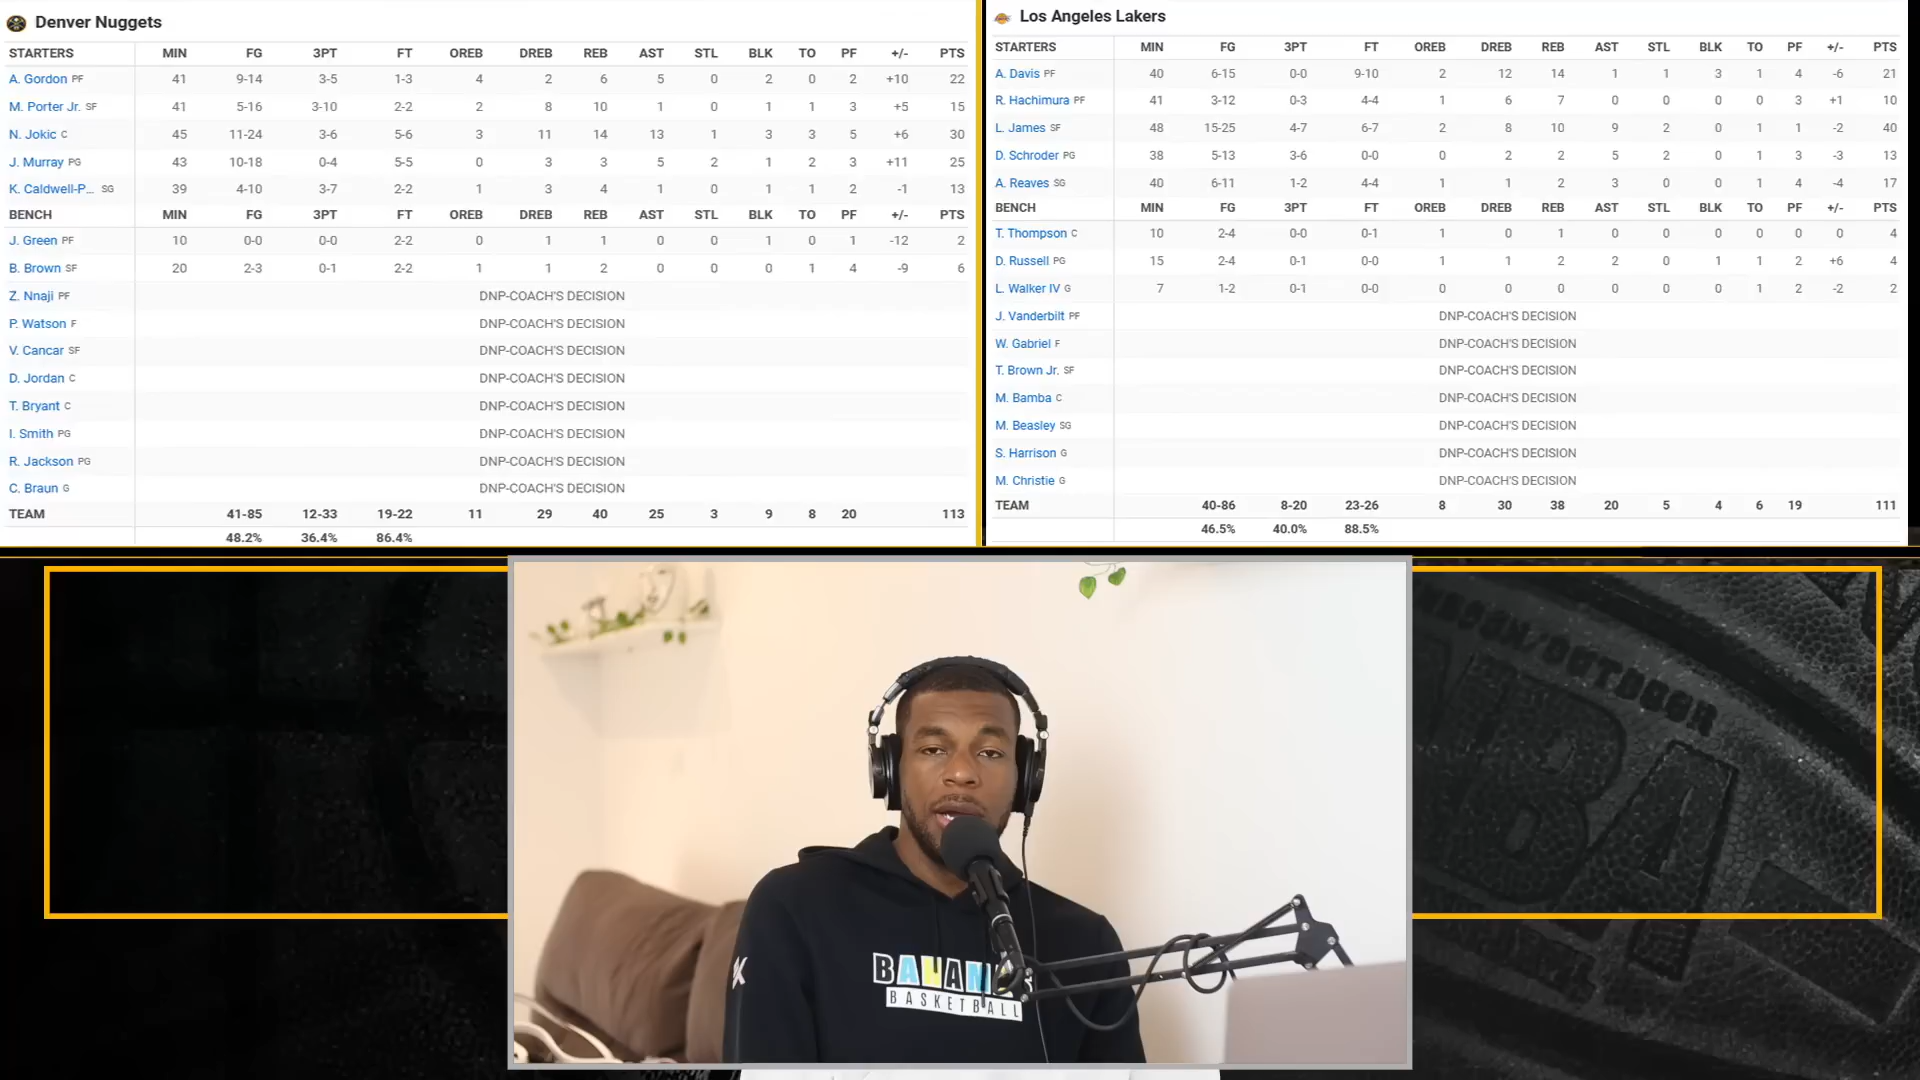 Denver Nuggets
STARTERS MIN FG 3PT FT OREB DREB REB AST STL BLK TO PF +/- PTS
A. Gordon PF 41 9-14 3-5 1-3 4 2 6 5 0 2 0 2 +10 22
M. Porter Jr. SF 41 5-16 3-10 2-2 2 8 10 1 0 1 1 3 +5 15
N. Jokic C 45 11-24 3-6 5-6 3 11 14 13 1 3 3 5 +6 30
J. Murray PG 43 10-18 0-4 5-5 0 3 3 5 2 1 2 3 +11 25
K. Caldwell-P... SG 39 4-10 3-7 2-2 1 3 4 1 0 1 1 2 -1 13
BENCH MIN FG 3PT FT OREB DREB REB AST STL BLK TO PF +/- PTS
J. Green PF 10 0-0 0-0 2-2 0 1 1 0 0 1 0 1 -12 2
B. Brown SF 20 2-3 0-1 2-2 1 1 2 0 0 0 1 4 -9 6
Z. Nnaji PF DNP-COACH'S DECISION
P. Watson F DNP-COACH'S DECISION
V. Cancar SF DNP-COACH'S DECISION
D. Jordan C DNP-COACH'S DECISION
T. Bryant C DNP-COACH'S DECISION
I. Smith PG DNP-COACH'S DECISION
R. Jackson PG DNP-COACH'S DECISION
C. Braun G DNP-COACH'S DECISION
TEAM 41-85 12-33 19-22 11 29 40 25 3 9 8 20 113
48.2% 36.4% 86.4%
Los Angeles Lakers
STARTERS MIN FG 3PT FT OREB DREB REB AST STL BLK TO PF +/- PTS
A. Davis PF 40 6-15 0-0 9-10 2 12 14 1 1 3 1 4 -6 21
R. Hachimura PF 41 3-12 0-3 4-4 1 6 7 0 0 0 0 3 +1 10
L. James SF 48 15-25 4-7 6-7 2 8 10 9 2 0 1 1 -2 40
D. Schroder PG 38 5-13 3-6 0-0 0 2 2 5 2 0 1 3 -3 13
A. Reaves SG 40 6-11 1-2 4-4 1 1 2 3 0 0 1 4 -4 17
BENCH MIN FG 3PT FT OREB DREB REB AST STL BLK TO PF +/- PTS
T. Thompson C 10 2-4 0-0 0-1 1 0 1 0 0 0 0 0 0 4
D. Russell PG 15 2-4 0-1 0-0 1 1 2 2 0 1 1 2 +6 4
L. Walker IV G 7 1-2 0-1 0-0 0 0 0 0 0 0 1 2 -2 2
J. Vanderbilt PF DNP-COACH'S DECISION
W. Gabriel F DNP-COACH'S DECISION
T. Brown Jr. SF DNP-COACH'S DECISION
M. Bamba C DNP-COACH'S DECISION
M. Beasley SG DNP-COACH'S DECISION
S. Harrison G DNP-COACH'S DECISION
M. Christie G DNP-COACH'S DECISION
TEAM 40-86 8-20 23-26 8 30 38 20 5 4 6 19 111
46.5% 40.0% 88.5%
BASKETBALL